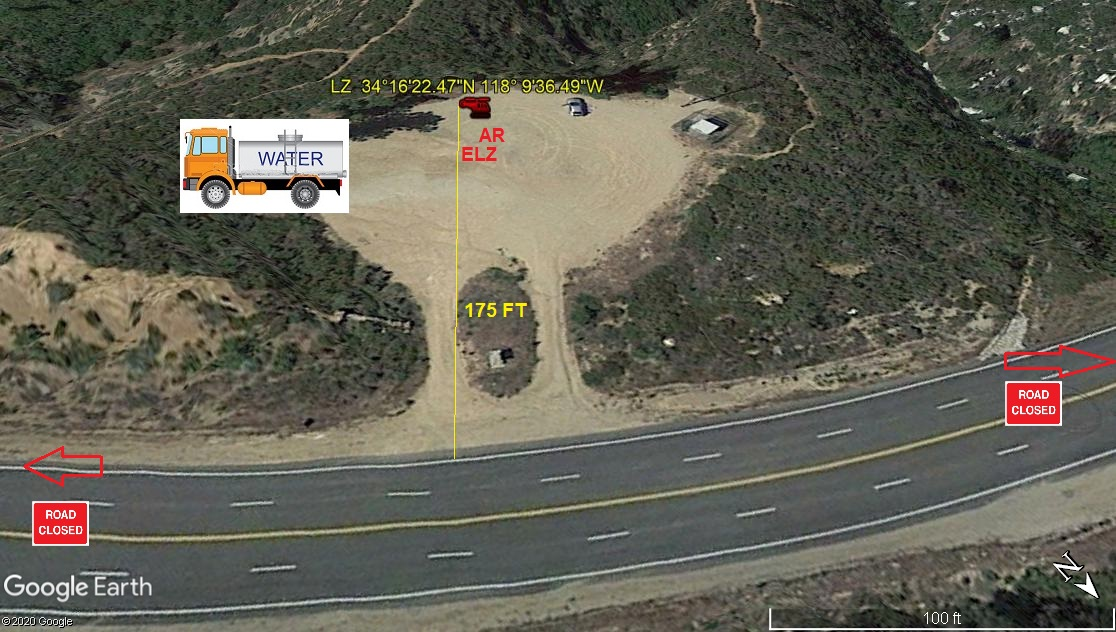 LZ 34°16'22.47"N 118° 9'36.49"W
AR
ELZ
WATER
175 FT
ROAD
CLOSED
ROAD
CLOSED
Google Earth
©2020 Google
N
100 ft